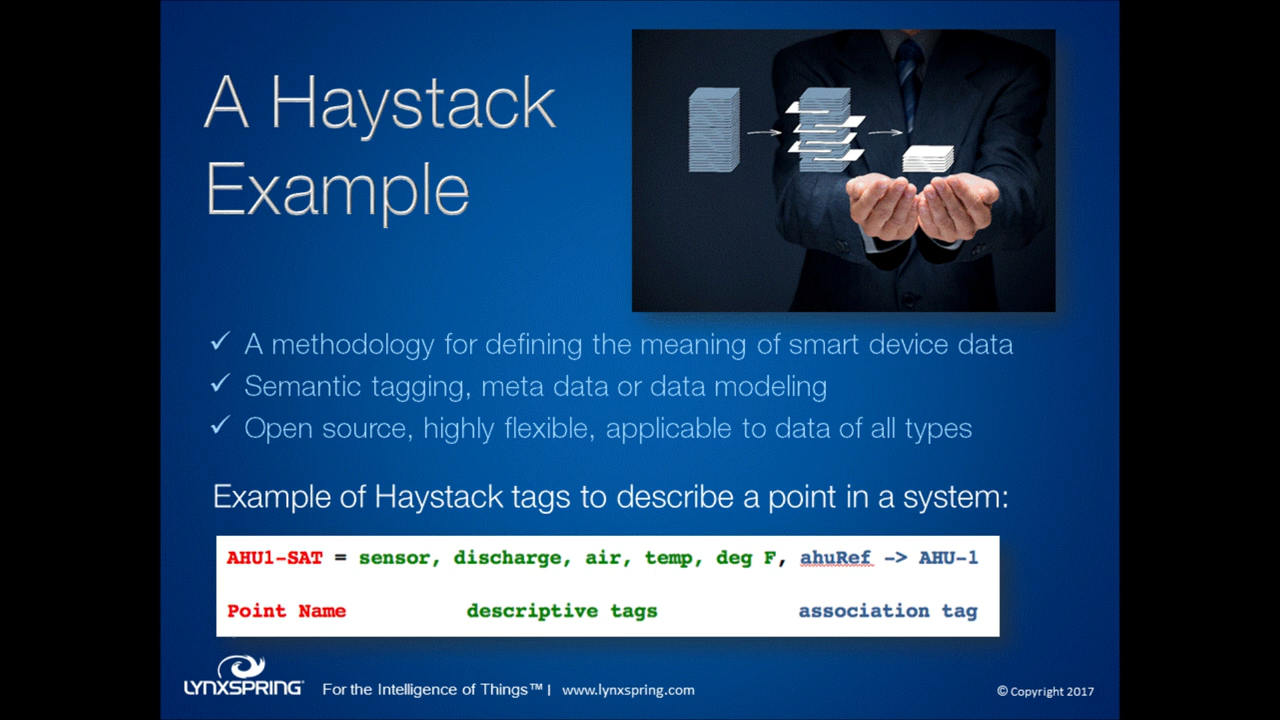 A Haystack
Example
✓ A methodology for defining the meaning of smart device data
✓ Semantic tagging, meta data or data modeling
✓ Open source, highly flexible, applicable to data of all types
Example of Haystack tags to describe a point in a system:
AHU1-SAT = sensor, discharge, air, temp, deg F, ahuRef -> AHU-1
Point Name descriptive tags association tag
LYNXSPRING® For the Intelligence of Things™ | www.lynxspring.com © Copyright 2017